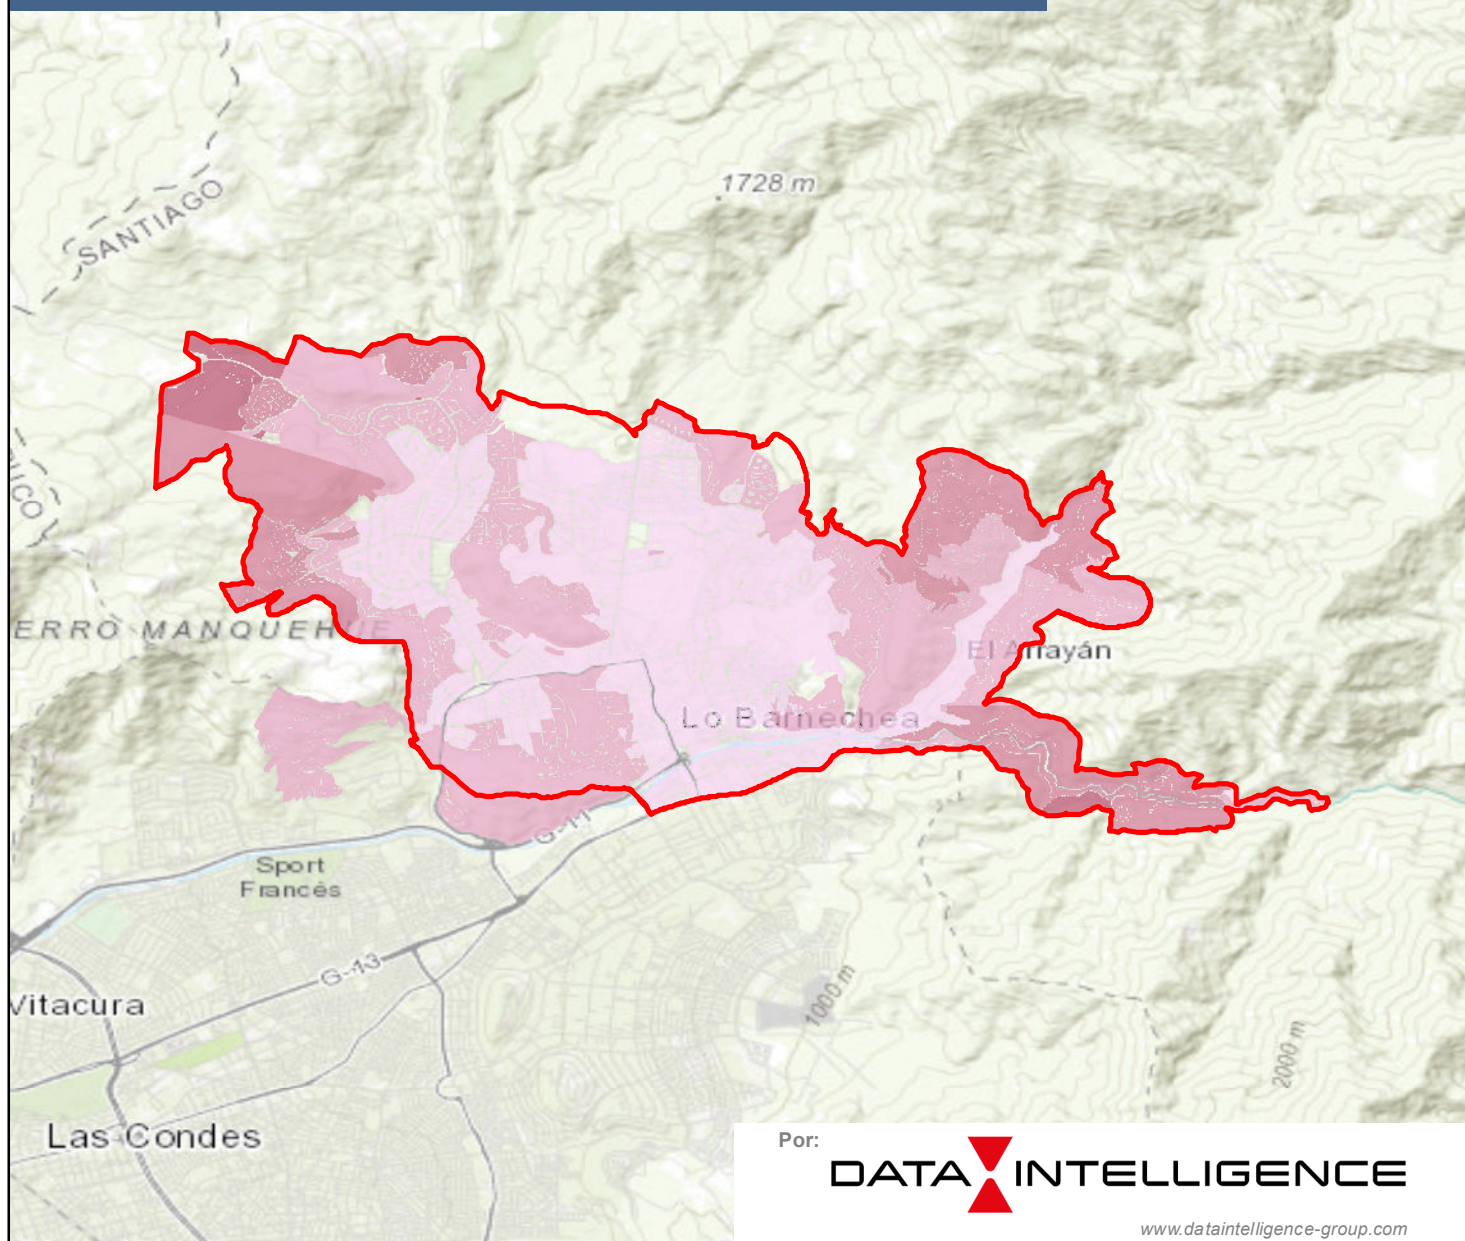 1728 m
SANTIAGO
ERRO MANQUEHUE
El Arrayán
Lo Barnechea
G-11
Sport
Francés
G-13
1000 m
Vitacura
2000 m
Las Condes
Por:
DATA INTELLIGENCE
www.dataintelligence-group.com